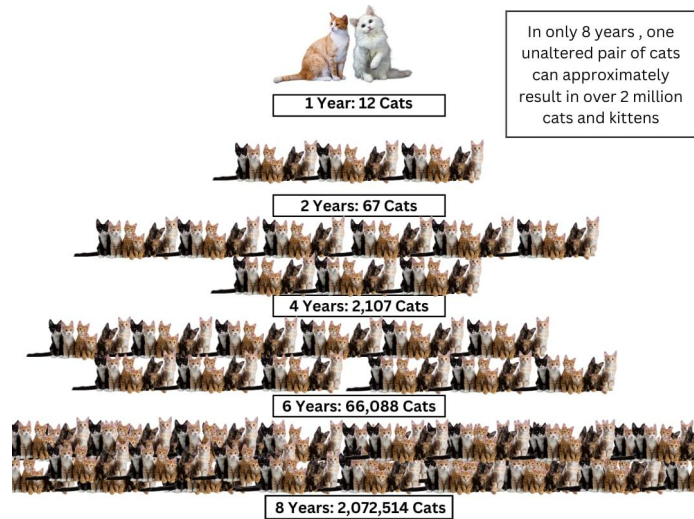 In only 8 years , one
unaltered pair of cats
can approximately
result in over 2 million
cats and kittens
1 Year: 12 Cats
2 Years: 67 Cats
4 Years: 2,107 Cats
6 Years: 66,088 Cats
8 Years: 2,072,514 Cats